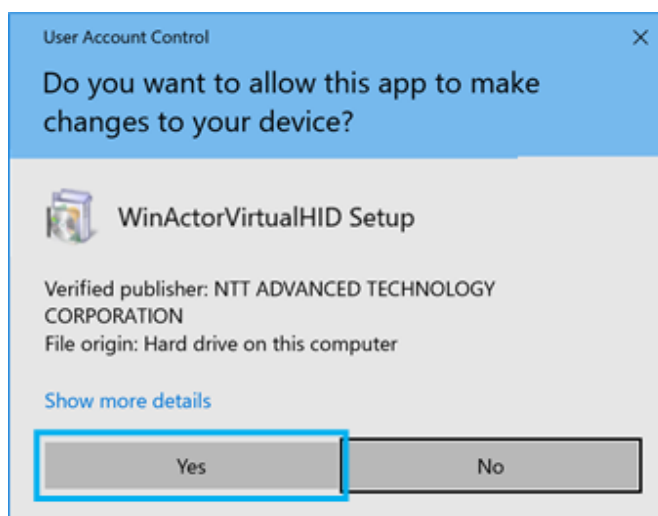 User Account Control
Do you want to allow this app to make
changes to your device?
WinActorVirtualHID Setup
Verified publisher: NTT ADVANCED TECHNOLOGY
CORPORATION
File origin: Hard drive on this computer
Show more details
Yes
No